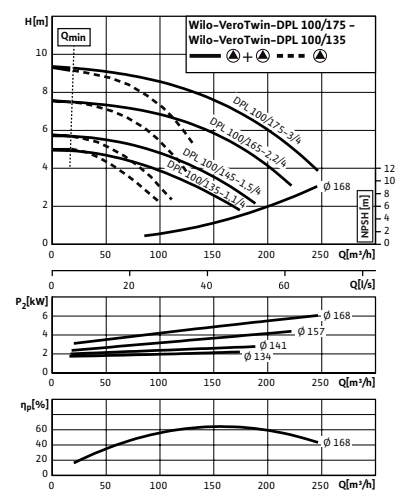 H[m]
Qmin
Wilo-VeroTwin-DPL 100/175 -
Wilo-VeroTwin-DPL 100/135
+
10
8
6
4
2
0
DPL 100/175-3/4
DPL 100/165-2,2/4
DPL 100/145-1,5/4
DPL 100/135-1,1/4
Ø 168
12
10
8
6
4
2
0
NPSH [m]
0 50 100 150 200 250 Q[m³/h]
0 20 40 60 Q[l/s]
P2[kW]
6
4
2
0
Ø 168
Ø 157
Ø 141
Ø 134
0 50 100 150 200 250 Q[m³/h]
ηp[%]
60
40
20
0
Ø 168
0 50 100 150 200 250 Q[m³/h]